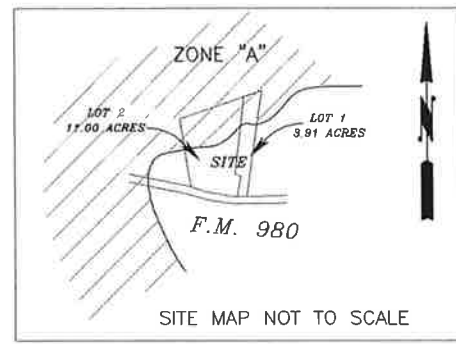 ZONE "A"
LOT 2
11.00 ACRES
LOT 1
3.91 ACRES
SITE
N
F.M. 980
SITE MAP NOT TO SCALE